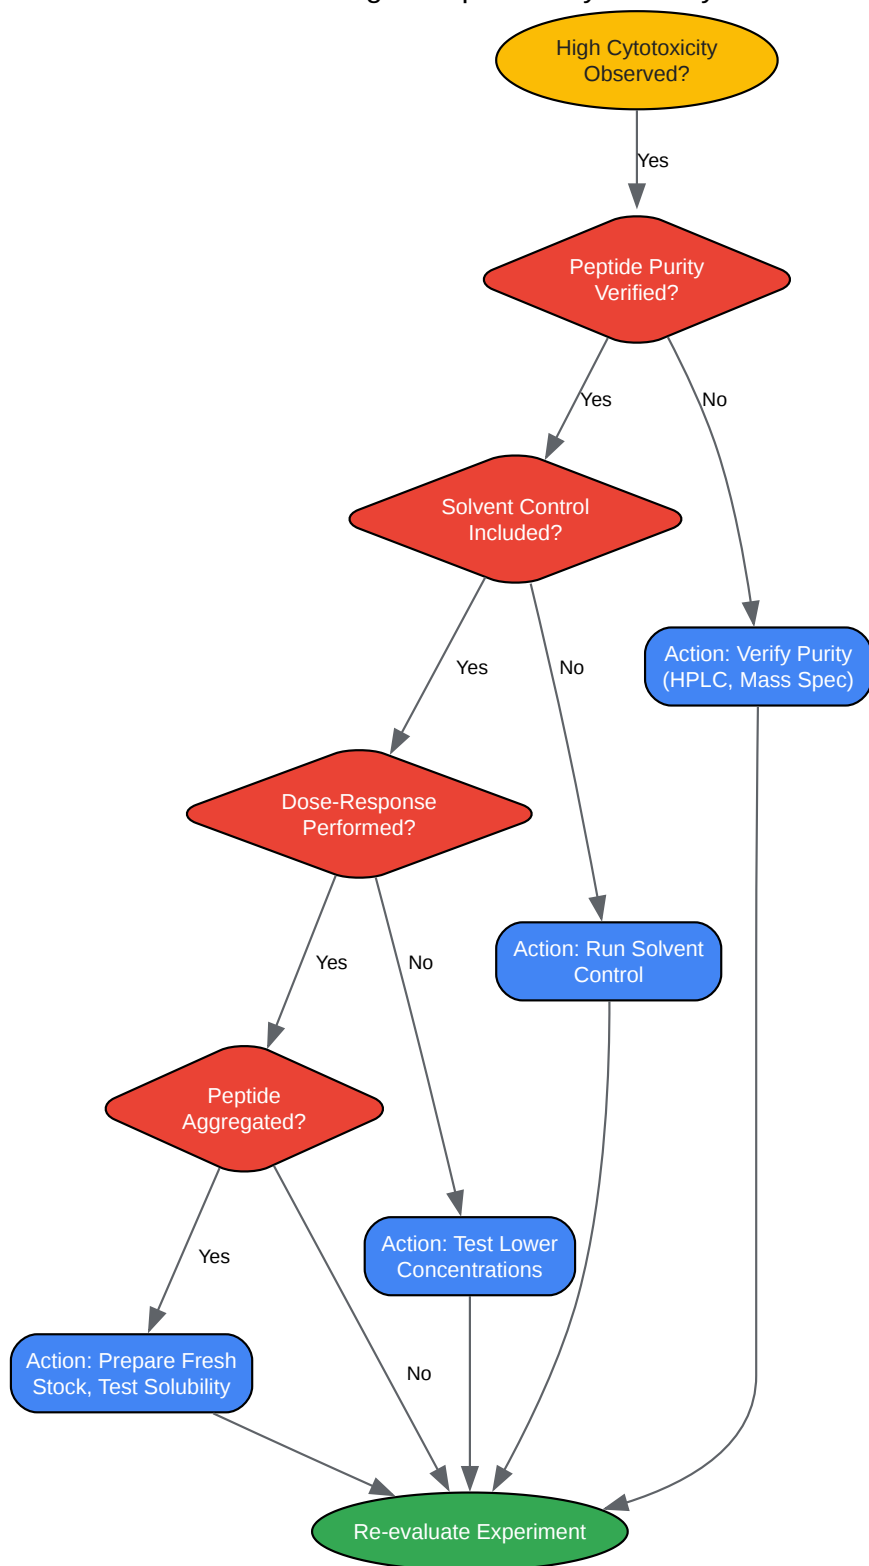 High Cytotoxicity
Observed?
Yes
Peptide Purity
Verified?
Yes
No
Solvent Control
Included?
Action: Verify Purity
(HPLC, Mass Spec)
Yes
No
Dose-Response
Performed?
Action: Run Solvent
Control
Yes
No
Peptide
Aggregated?
Action: Test Lower
Concentrations
Yes
Action: Prepare Fresh
Stock, Test Solubility
No
Re-evaluate Experiment